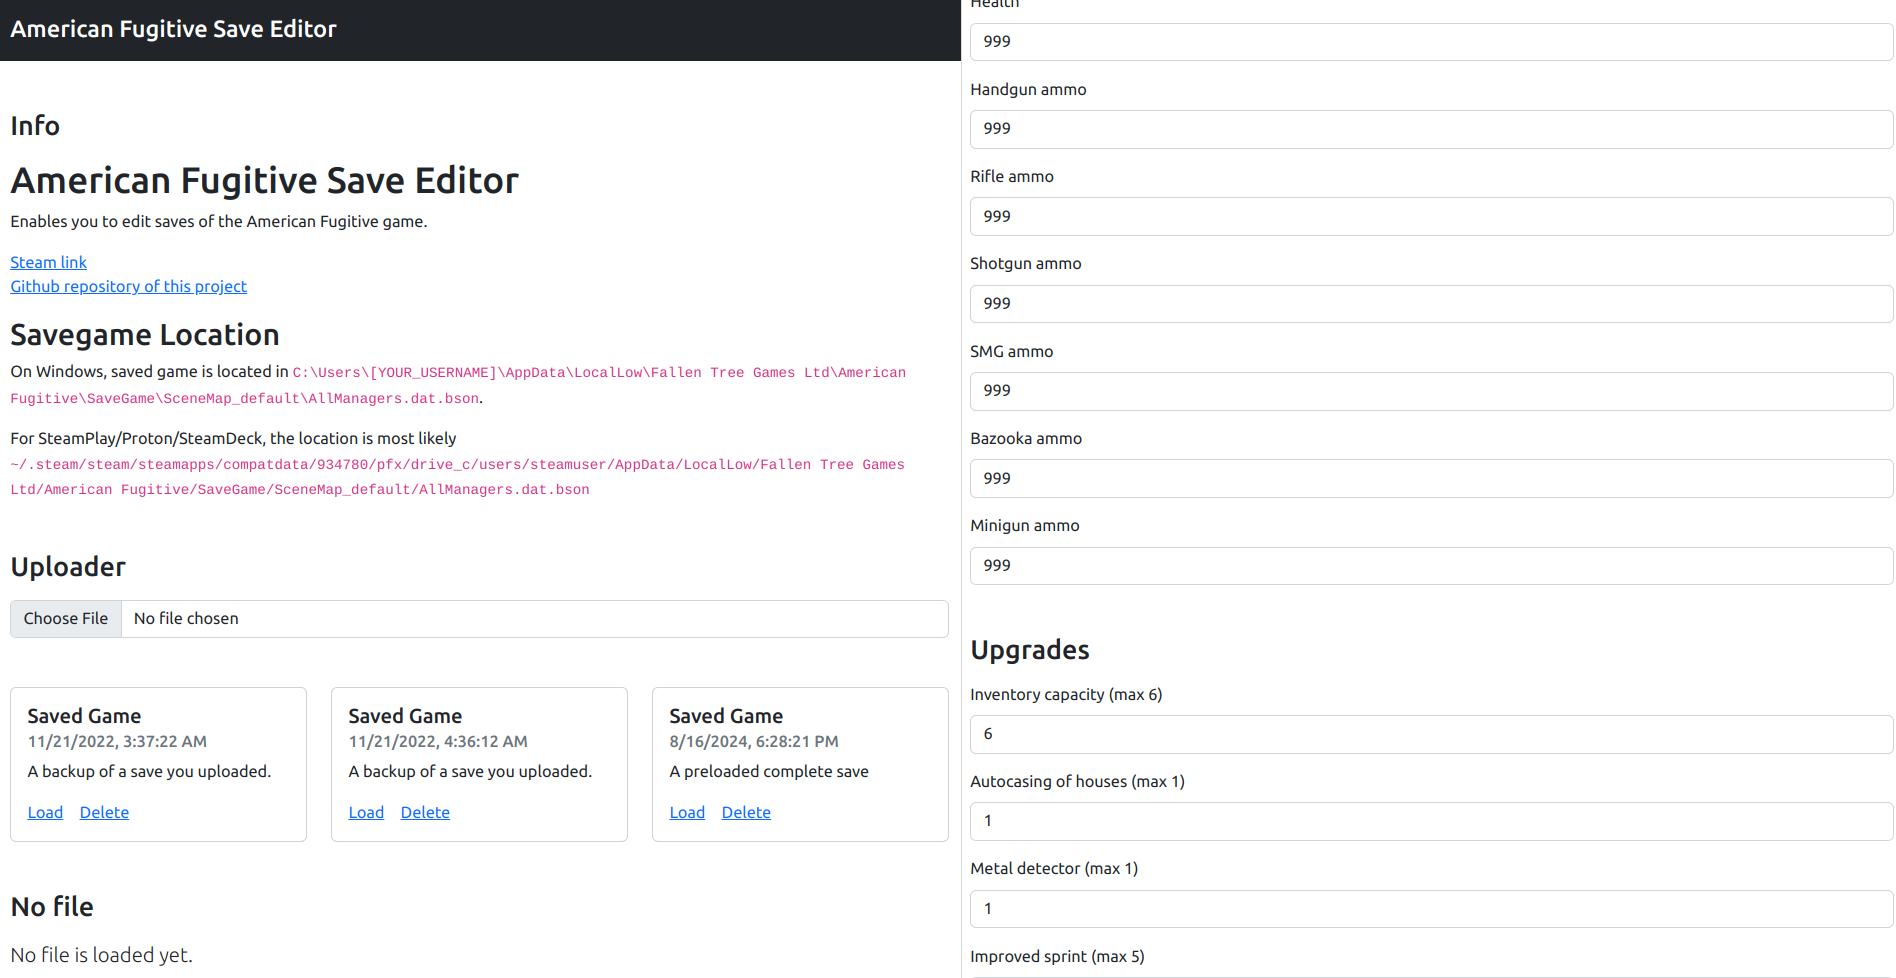 American Fugitive Save Editor
Info
American Fugitive Save Editor
Enables you to edit saves of the American Fugitive game.
Steam link
Github repository of this project
Savegame Location
On Windows, saved game is located in C:\Users\[YOUR_USERNAME]\AppData\LocalLow\Fallen Tree Games Ltd\American
Fugitive\SaveGame\SceneMap_default\AllManagers.dat.bson.
For SteamPlay/Proton/SteamDeck, the location is most likely
~/.steam/steam/steamapps/compatdata/934780/pfx/drive_c/users/steamuser/AppData/LocalLow/Fallen Tree Games
Ltd/American Fugitive/SaveGame/SceneMap_default/AllManagers.dat.bson
Uploader
Choose File No file chosen
Saved Game
11/21/2022, 3:37:22 AM
A backup of a save you uploaded.
Load Delete
Saved Game
11/21/2022, 4:36:12 AM
A backup of a save you uploaded.
Load Delete
Saved Game
8/16/2024, 6:28:21 PM
A preloaded complete save
Load Delete
No file
No file is loaded yet.
Health
999
Handgun ammo
999
Rifle ammo
999
Shotgun ammo
999
SMG ammo
999
Bazooka ammo
999
Minigun ammo
999
Upgrades
Inventory capacity (max 6)
6
Autocasing of houses (max 1)
1
Metal detector (max 1)
1
Improved sprint (max 5)